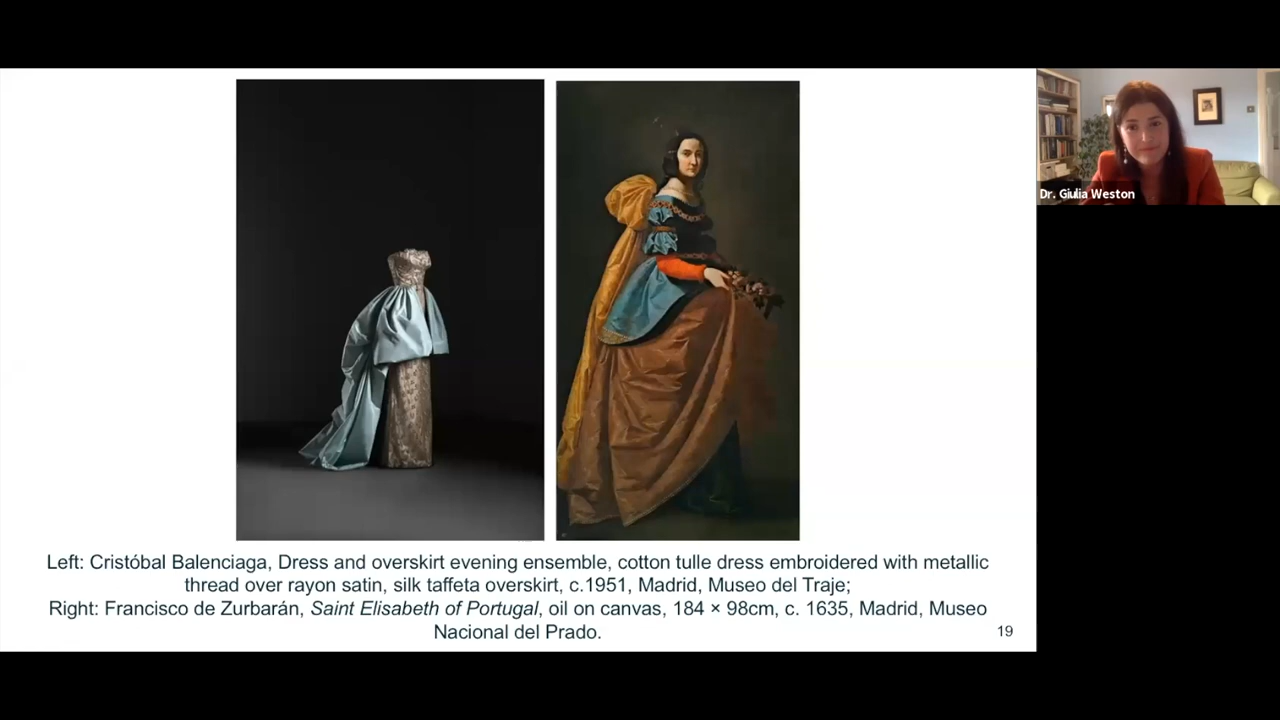 Dr. Giulia Weston
Left: Cristóbal Balenciaga, Dress and overskirt evening ensemble, cotton tulle dress embroidered with metallic
thread over rayon satin, silk taffeta overskirt, c.1951, Madrid, Museo del Traje;
Right: Francisco de Zurbarán, Saint Elisabeth of Portugal, oil on canvas, 184 × 98cm, c. 1635, Madrid, Museo
Nacional del Prado.
19